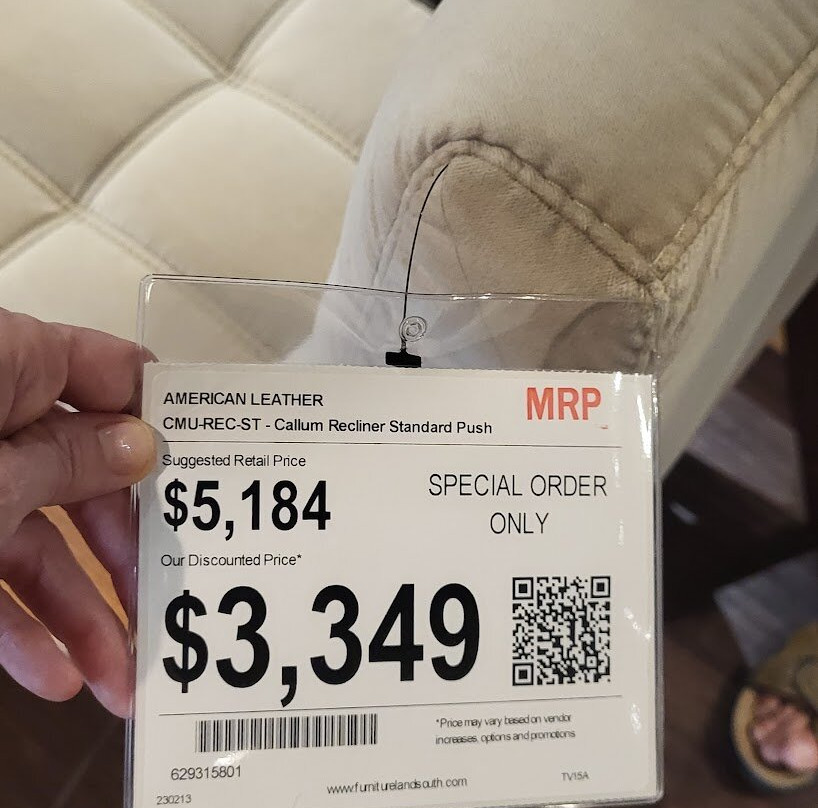 AMERICAN LEATHER
MRP
CMU-REC-ST - Callum Recliner Standard Push
Suggested Retail Price
$5,184
SPECIAL ORDER
ONLY
Our Discounted Price*
$3,349
*Price may vary based on vendor
increases, options and promotions
629315801
www.furniturelandsouth.com
TV15A
230213